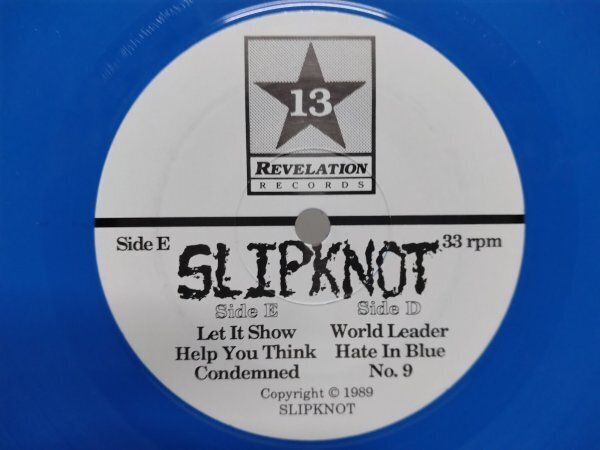 13
REVELATION
RECORDS
Side E SLIPKNOT 33 rpm
Side E Side D
Let It Show World Leader
Help You Think Hate In Blue
Condemned No. 9
Copyright © 1989
SLIPKNOT